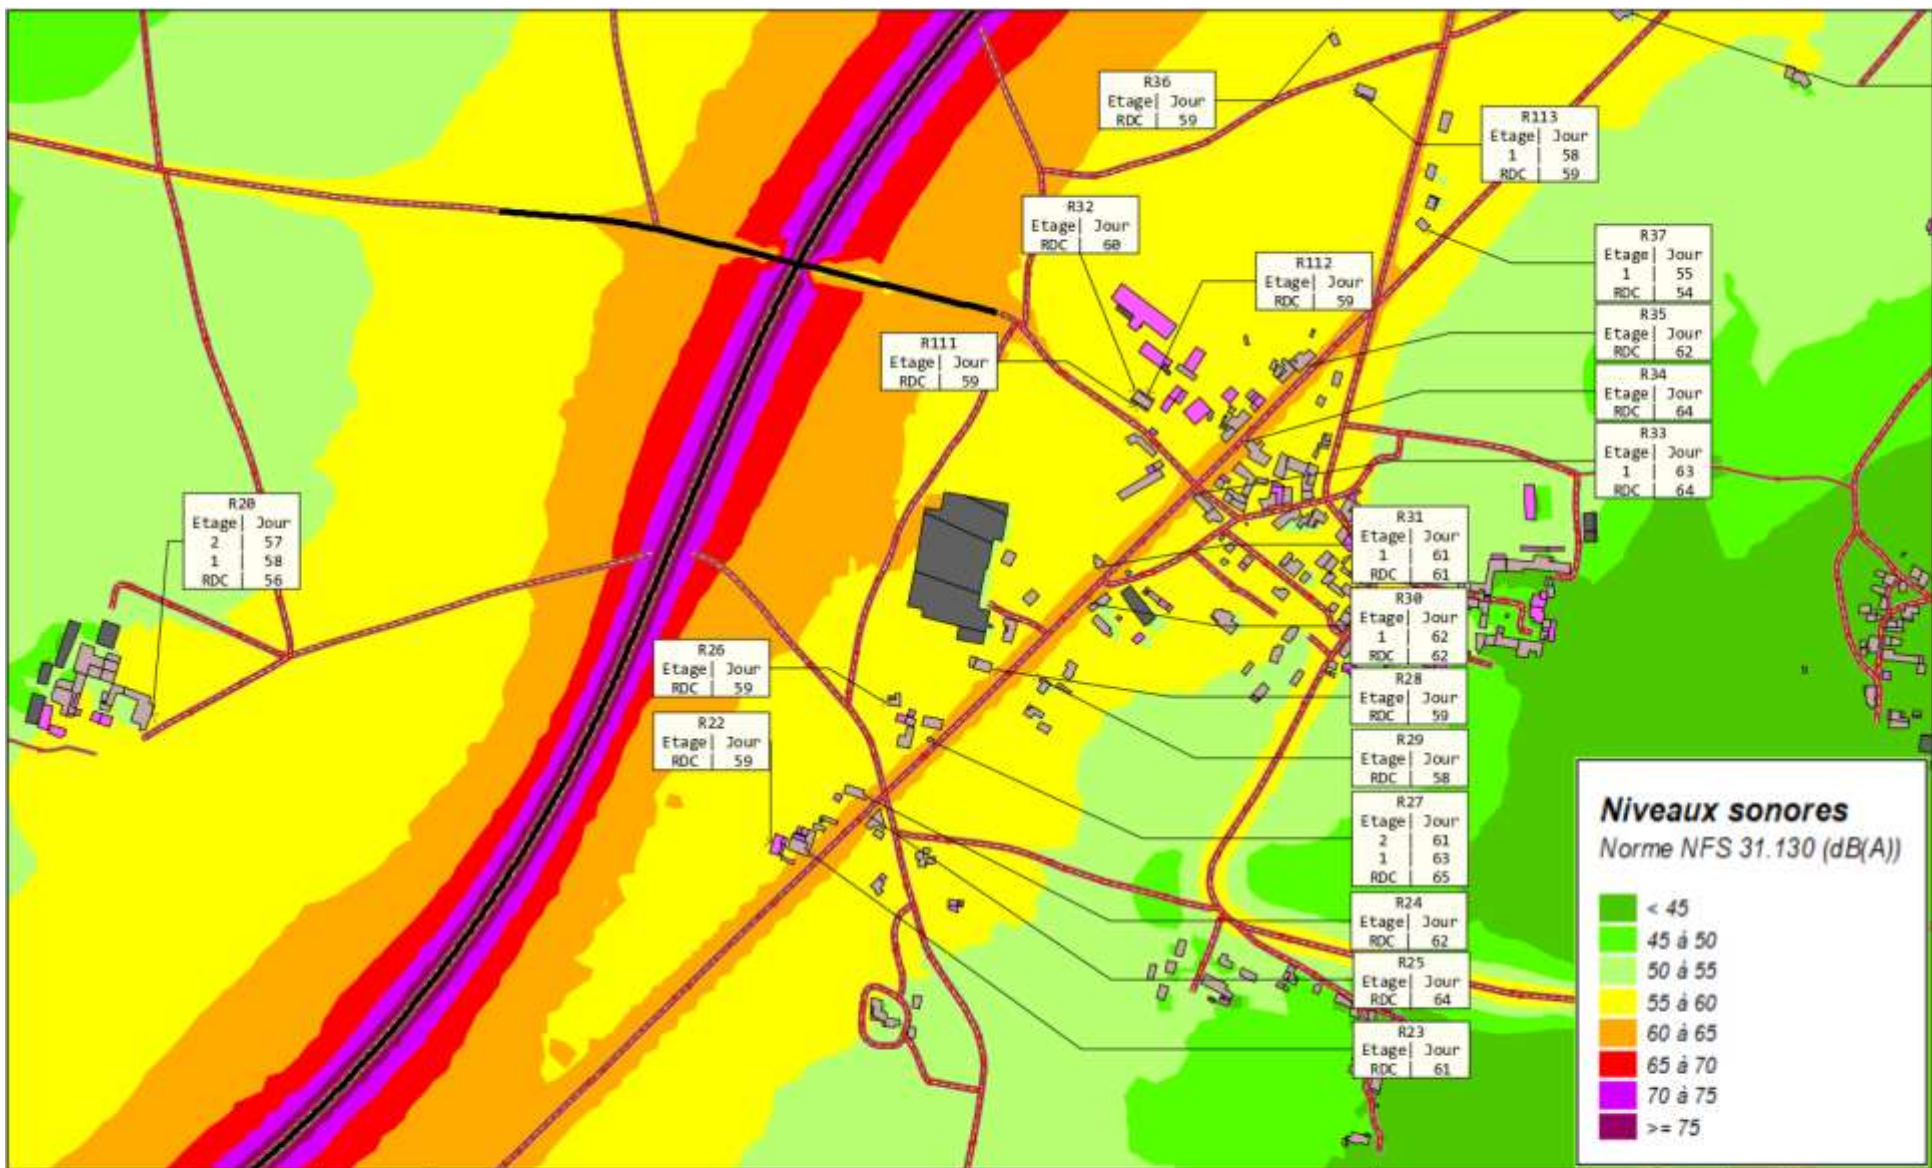 R36
Etage| Jour
RDC | 59
R113
Etage| Jour
1 | 58
RDC | 59
R32
Etage| Jour
RDC | 60
R37
Etage| Jour
1 | 55
RDC | 54
R112
Etage| Jour
RDC | 59
R35
Etage| Jour
RDC | 62
R111
Etage| Jour
RDC | 59
R34
Etage| Jour
RDC | 64
R33
Etage| Jour
1 | 63
RDC | 64
R20
Etage| Jour
2 | 57
1 | 58
RDC | 56
R31
Etage| Jour
1 | 61
RDC | 61
R30
Etage| Jour
1 | 62
RDC | 62
R26
Etage| Jour
RDC | 59
R28
Etage| Jour
RDC | 59
R22
Etage| Jour
RDC | 59
R29
Etage| Jour
RDC | 58
R27
Etage| Jour
2 | 61
1 | 63
RDC | 65
R24
Etage| Jour
RDC | 62
R25
Etage| Jour
RDC | 64
R23
Etage| Jour
RDC | 61
Niveaux sonores
Norme NFS 31.130 (dB(A))
< 45
45 à 50
50 à 55
55 à 60
60 à 65
65 à 70
70 à 75
>= 75